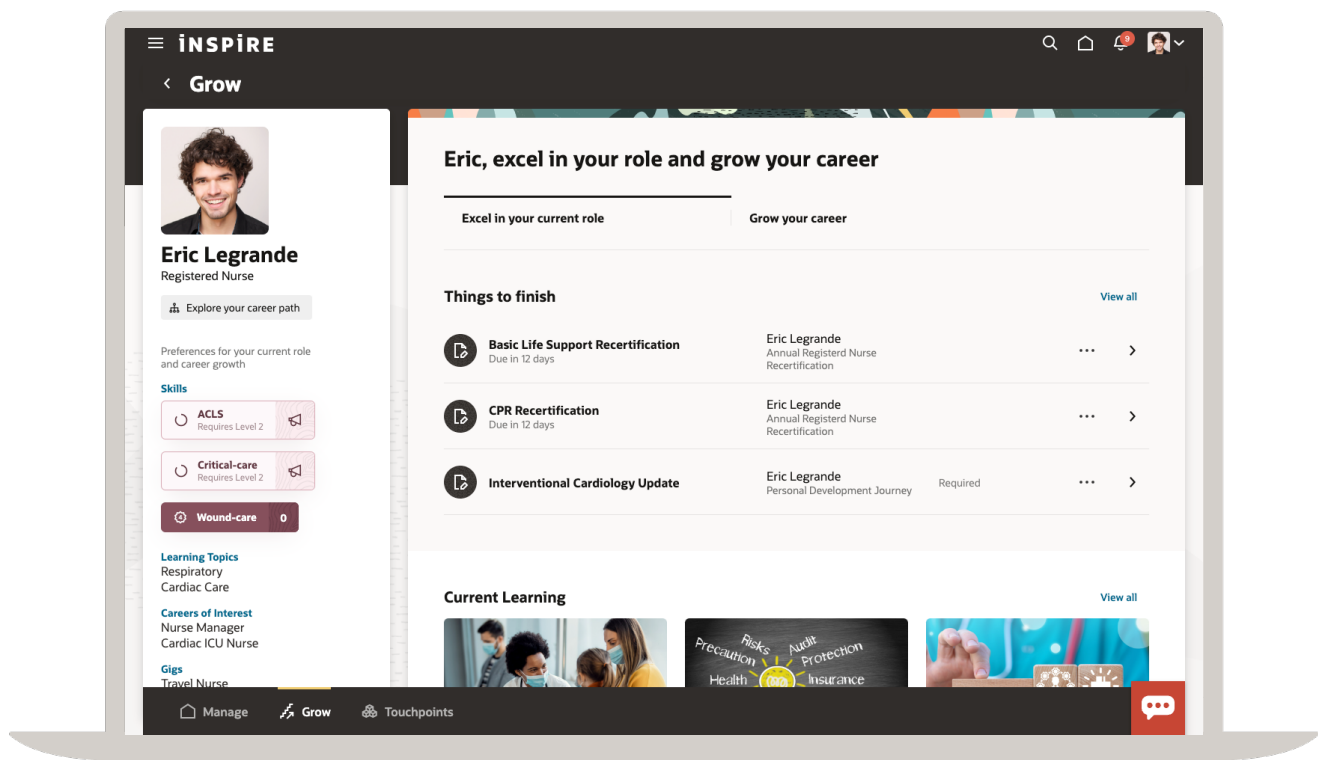 iNSPiRE
9
Grow
Eric Legrande
Registered Nurse
Explore your career path
Preferences for your current role
and career growth
Skills
ACLS
Requires Level 2
Critical-care
Requires Level 2
Wound-care 0
Learning Topics
Respiratory
Cardiac Care
Careers of Interest
Nurse Manager
Cardiac ICU Nurse
Gigs
Travel Nurse
Eric, excel in your role and grow your career
Excel in your current role
Grow your career
Things to finish
View all
Basic Life Support Recertification
Due in 12 days
Eric Legrande
Annual Registerd Nurse
Recertification
CPR Recertification
Due in 12 days
Eric Legrande
Annual Registerd Nurse
Recertification
Interventional Cardiology Update
Eric Legrande
Personal Development Journey
Required
Current Learning
View all
Precaution
Risks
Audit
Protection
Health
Insurance
Manage
Grow
Touchpoints